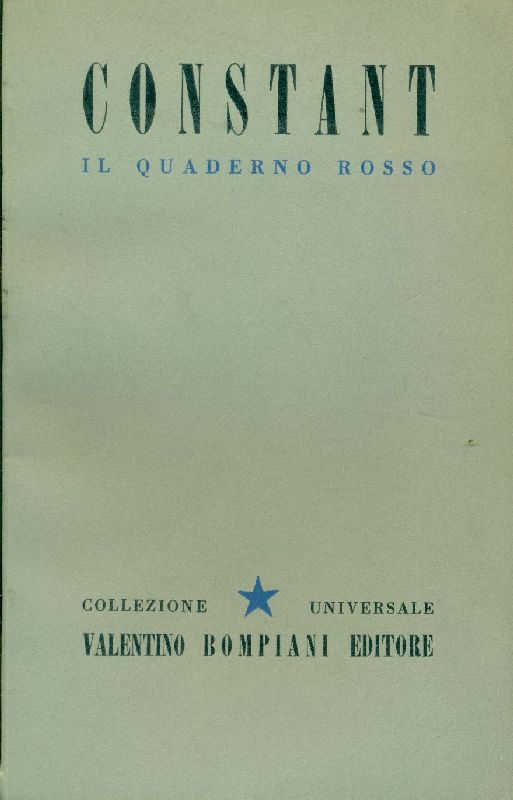 CONSTANT
IL QUADERNO ROSSO
COLLEZIONE UNIVERSALE
VALENTINO BOMPIANI EDITORE